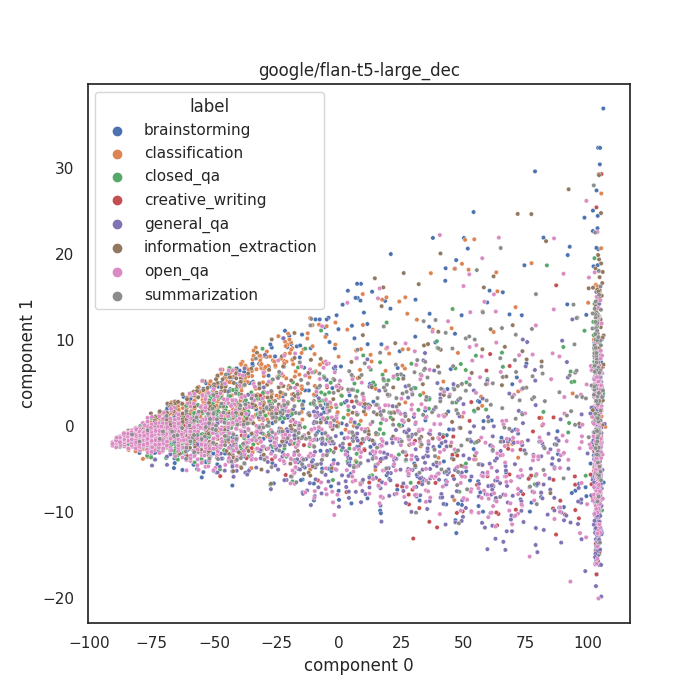 google/flan-t5-large_dec
label
brainstorming
classification
closed_qa
creative_writing
general_qa
information_extraction
open_qa
summarization
30
20
10
0
−10
−20
component 1
−100 −75 −50 −25 0 25 50 75 100
component 0